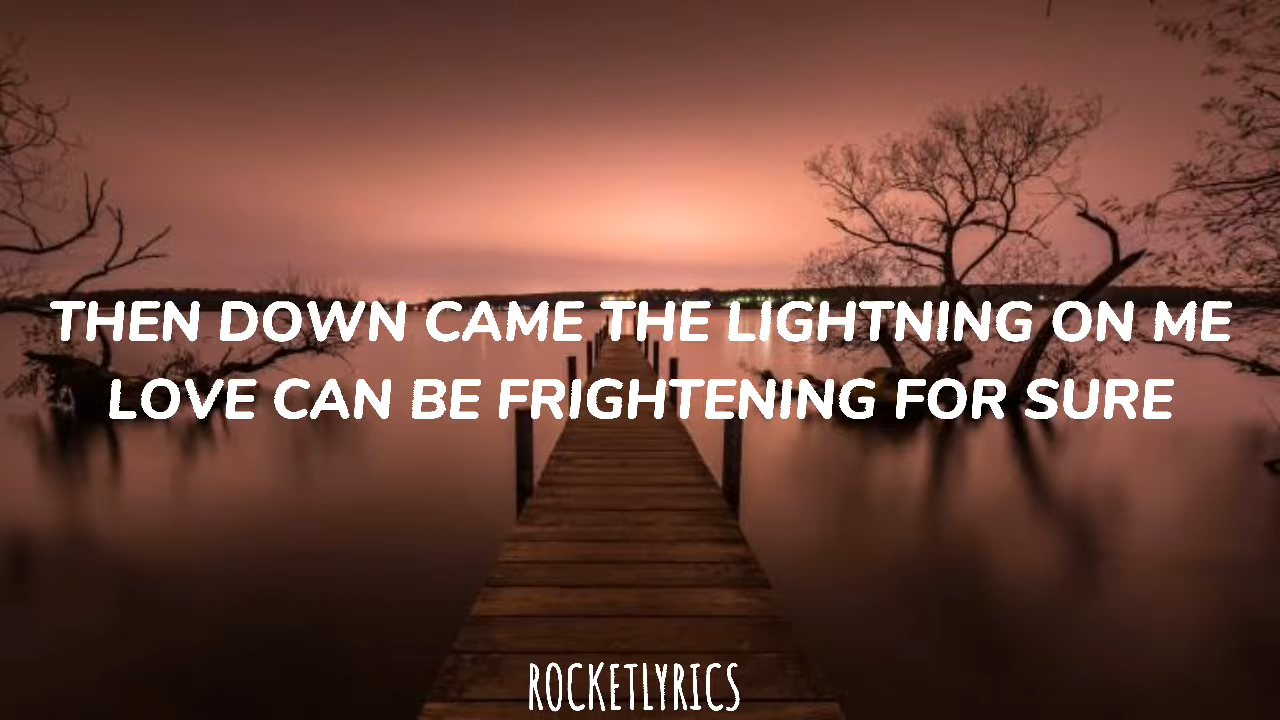 THEN DOWN CAME THE LIGHTNING ON ME
LOVE CAN BE FRIGHTENING FOR SURE
ROCKETLYRICS